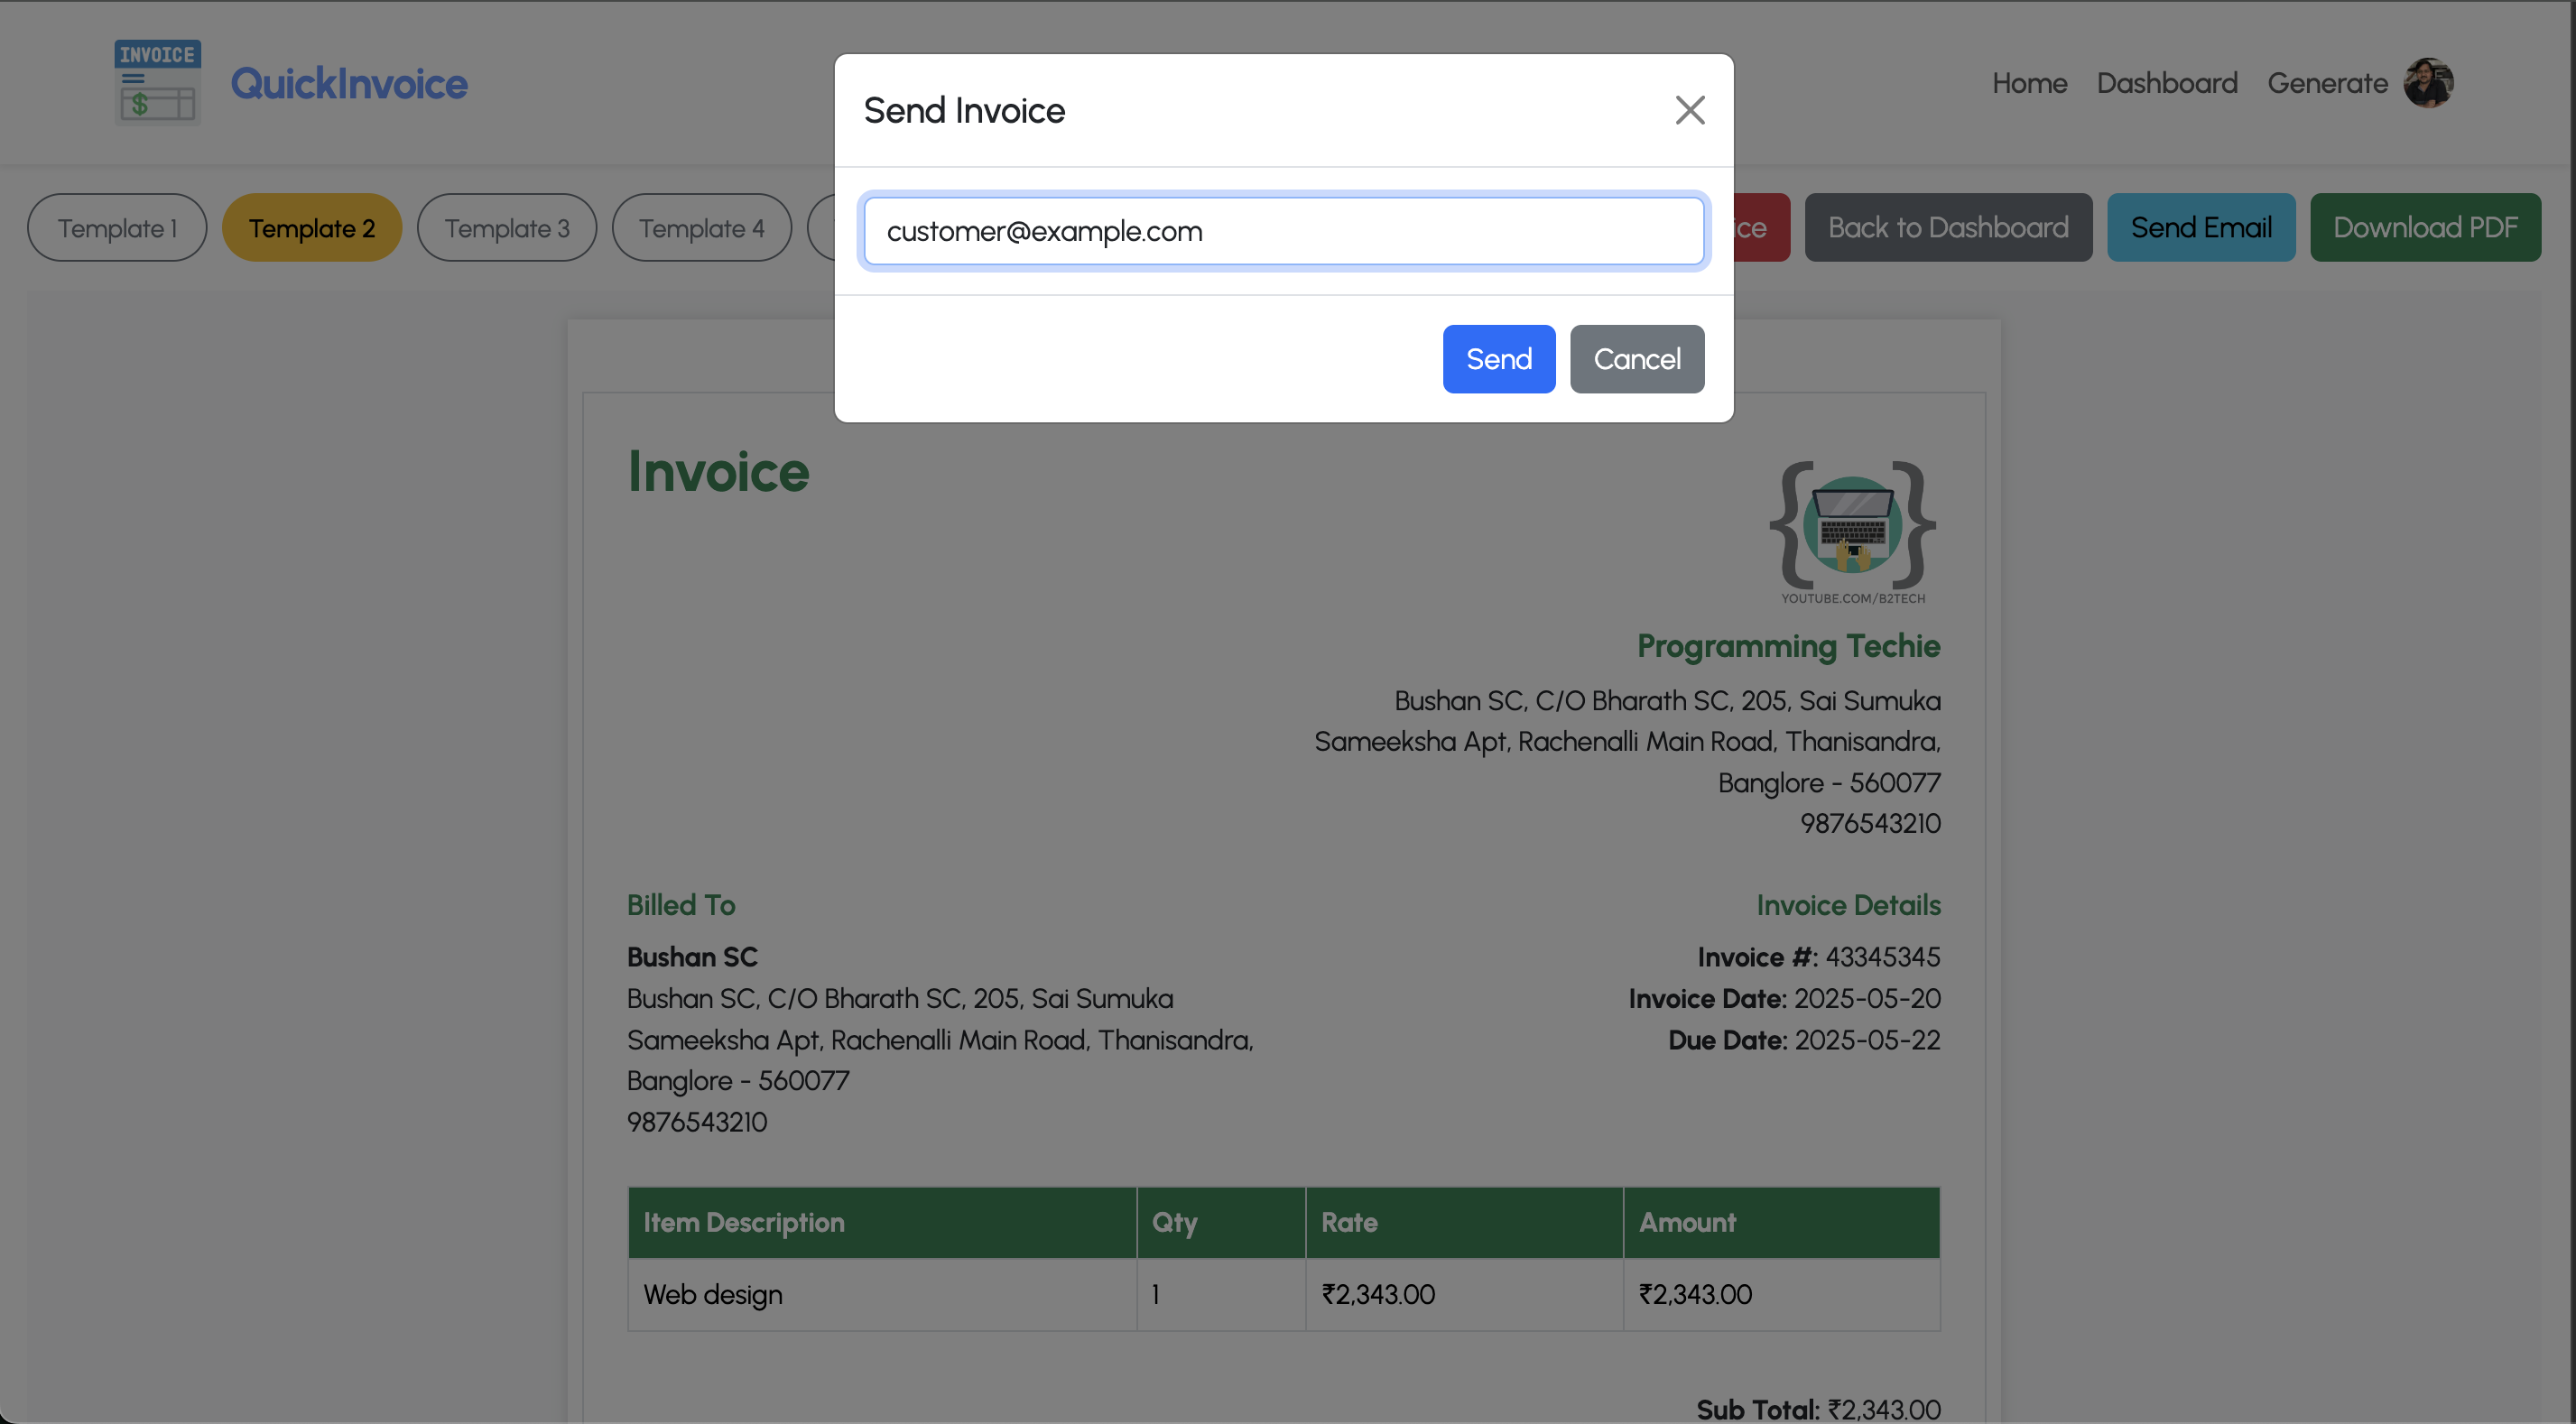 INVOICE
$
QuickInvoice
Home Dashboard Generate
Send Invoice
customer@example.com
Send Cancel
Template 1 Template 2 Template 3 Template 4
Back to Dashboard Send Email Download PDF
Invoice
YOUTUBE.COM/B2TECH
Programming Techie
Bushan SC, C/O Bharath SC, 205, Sai Sumuka
Sameeksha Apt, Rachenalli Main Road, Thanisandra,
Banglore - 560077
9876543210
Billed To
Bushan SC
Bushan SC, C/O Bharath SC, 205, Sai Sumuka
Sameeksha Apt, Rachenalli Main Road, Thanisandra,
Banglore - 560077
9876543210
Invoice Details
Invoice #: 43345345
Invoice Date: 2025-05-20
Due Date: 2025-05-22
Item Description Qty Rate Amount
Web design 1 ₹2,343.00 ₹2,343.00
Sub Total: ₹2,343.00